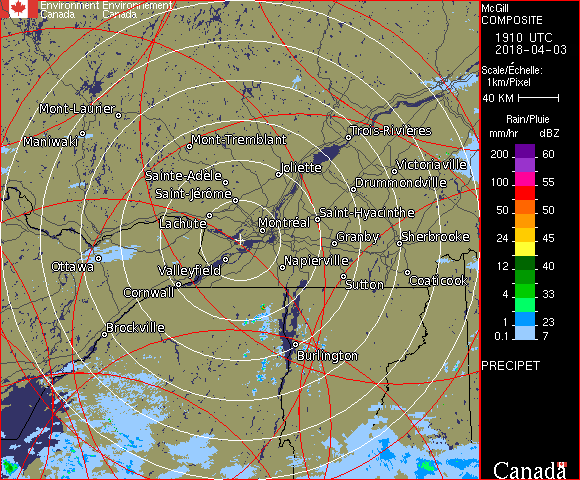 Environment Environnement
Canada Canada
McGill
COMPOSITE
1910 UTC
2018-04-03
Scale/Échelle:
1km/Pixel
40 KM
Rain/Pluie
mm/hr dBZ
200 60
55
100 55
50 50
24 45
12 40
4 33
1 23
0.1 7
PRECIPET
Canada
Mont-Laurier
Maniwaki
Mont-Tremblant
Trois-Rivières
Joliette
Victoriaville
Sainte-Adèle
Drummondville
Saint-Jérôme
Saint-Hyacinthe
Lachute
Montréal
Granby
Sherbrooke
Ottawa
Valleyfield
Napierville
Cornwall
Sutton
Coaticook
Brockville
Burlington